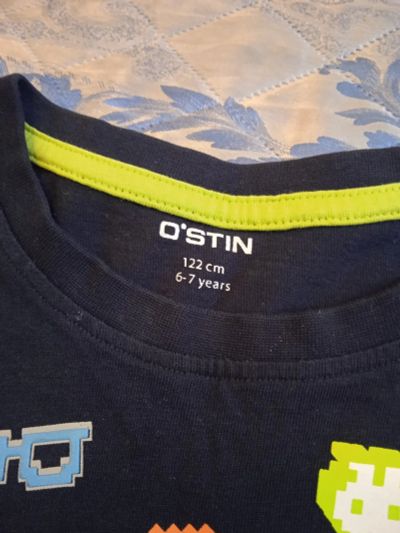 O'STIN
122 cm
6-7 years